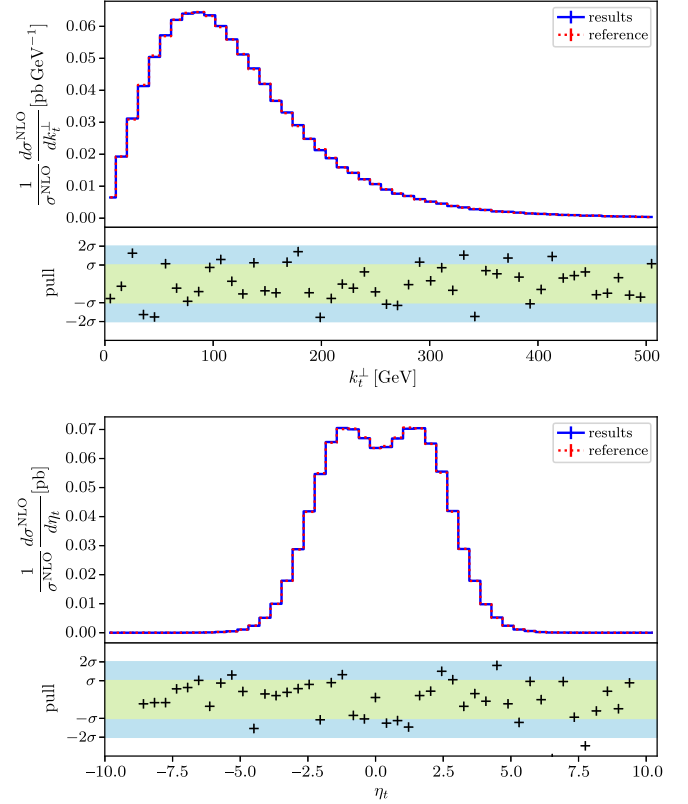 results
reference
0.06
0.05
0.04
0.03
0.02
0.01
0.00
1/σ^NLO dσ^NLO/dk_t^⊥ [pb GeV^−1]
2σ
σ
−σ
−2σ
pull
0 100 200 300 400 500
k_t^⊥ [GeV]
results
reference
0.07
0.06
0.05
0.04
0.03
0.02
0.01
0.00
1/σ^NLO dσ^NLO/dη_t [pb]
2σ
σ
−σ
−2σ
pull
−10.0 −7.5 −5.0 −2.5 0.0 2.5 5.0 7.5 10.0
η_t